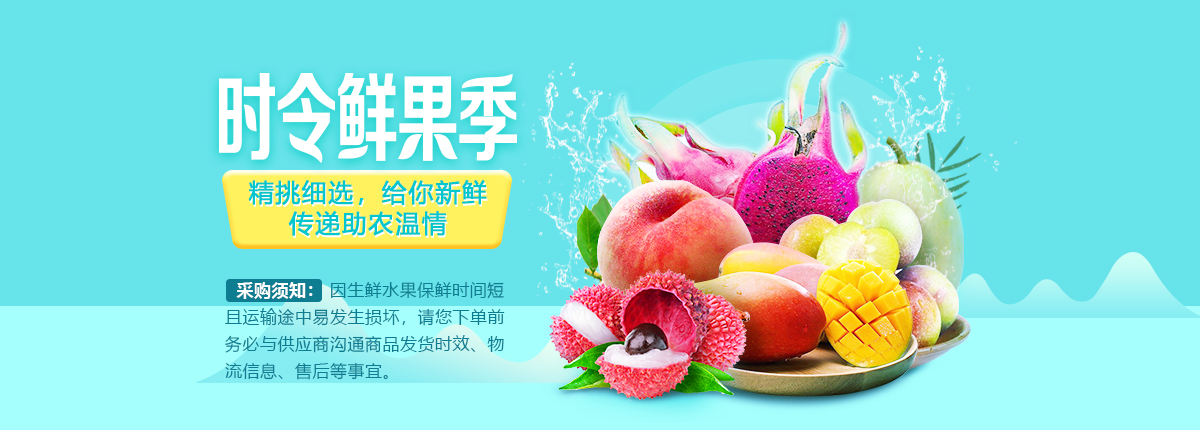 时令鲜果季
精挑细选，给你新鲜
传递助农温情
采购须知：因生鲜水果保鲜时间短
且运输途中易发生损坏，请您下单前
务必与供应商沟通商品发货时效、物
流信息、售后等事宜。